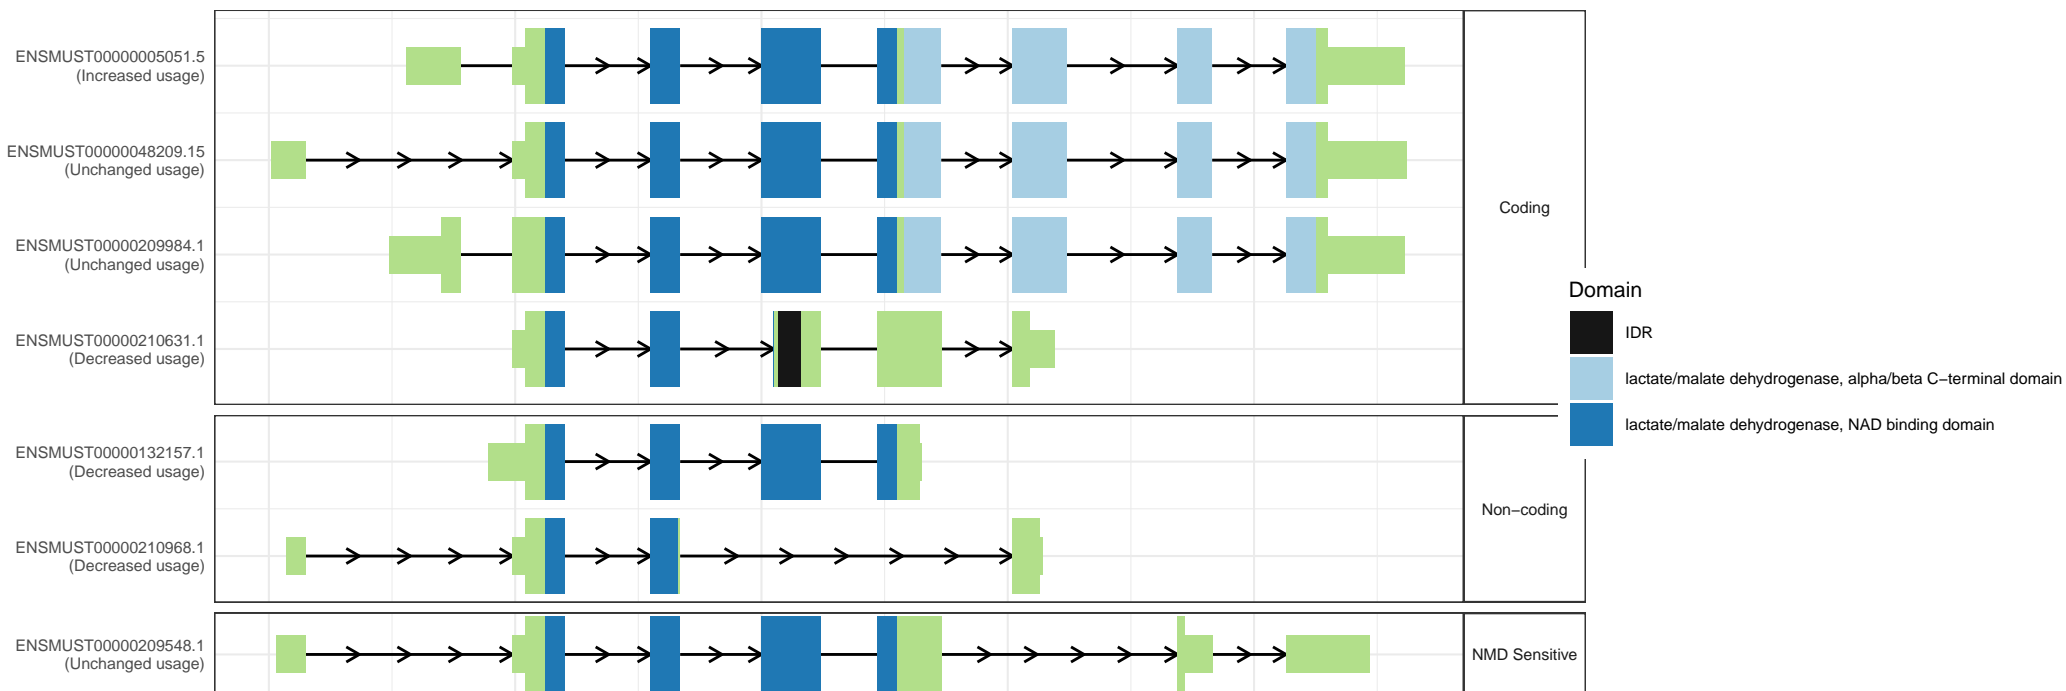 ENSMUST00000005051.5
(Increased usage)
ENSMUST00000048209.15
(Unchanged usage)
ENSMUST00000209984.1
(Unchanged usage)
ENSMUST00000210631.1
(Decreased usage)
Coding
ENSMUST00000132157.1
(Decreased usage)
ENSMUST00000210968.1
(Decreased usage)
Non−coding
ENSMUST00000209548.1
(Unchanged usage)
NMD Sensitive
Domain
IDR
lactate/malate dehydrogenase, alpha/beta C−terminal domain
lactate/malate dehydrogenase, NAD binding domain